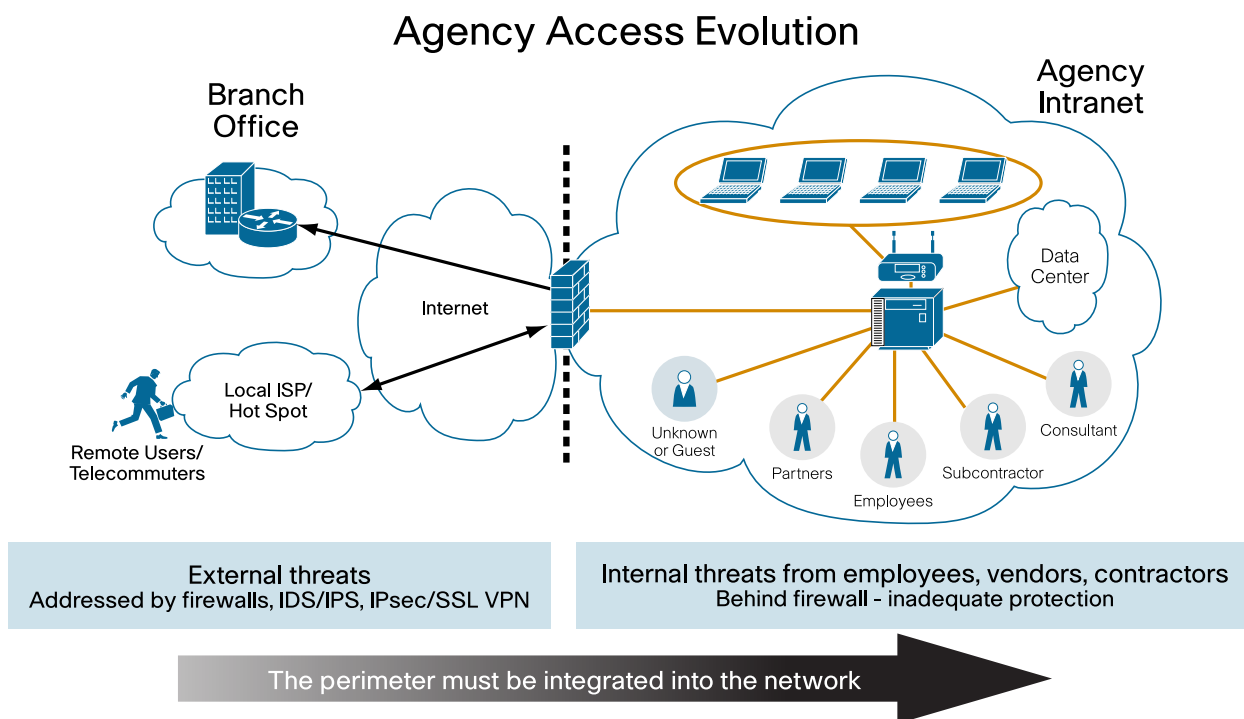 Agency Access Evolution
Branch
Office
Agency
Intranet
Internet
Data
Center
Local ISP/
Hot Spot
Remote Users/
Telecommuters
Unknown
or Guest
Partners
Employees
Subcontractor
Consultant
External threats
Addressed by firewalls, IDS/IPS, IPsec/SSL VPN
Internal threats from employees, vendors, contractors
Behind firewall - inadequate protection
The perimeter must be integrated into the network